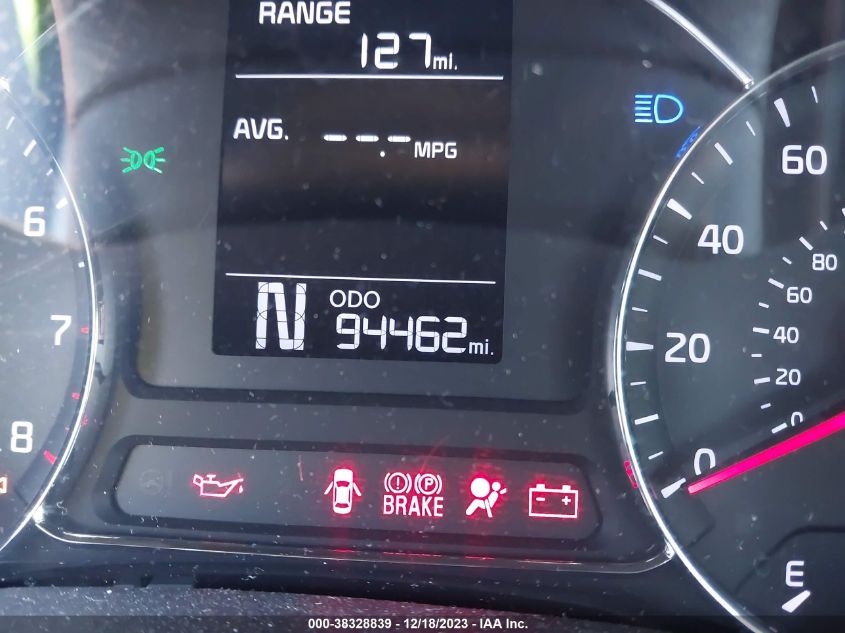 RANGE
127mi.
AVG. --.- MPG
N ODO
94462mi.
6
7
8
60
40
20
0
80
60
40
20
0
E
(!) (P)
BRAKE
- +
000-38328839 - 12/18/2023 - IAA Inc.